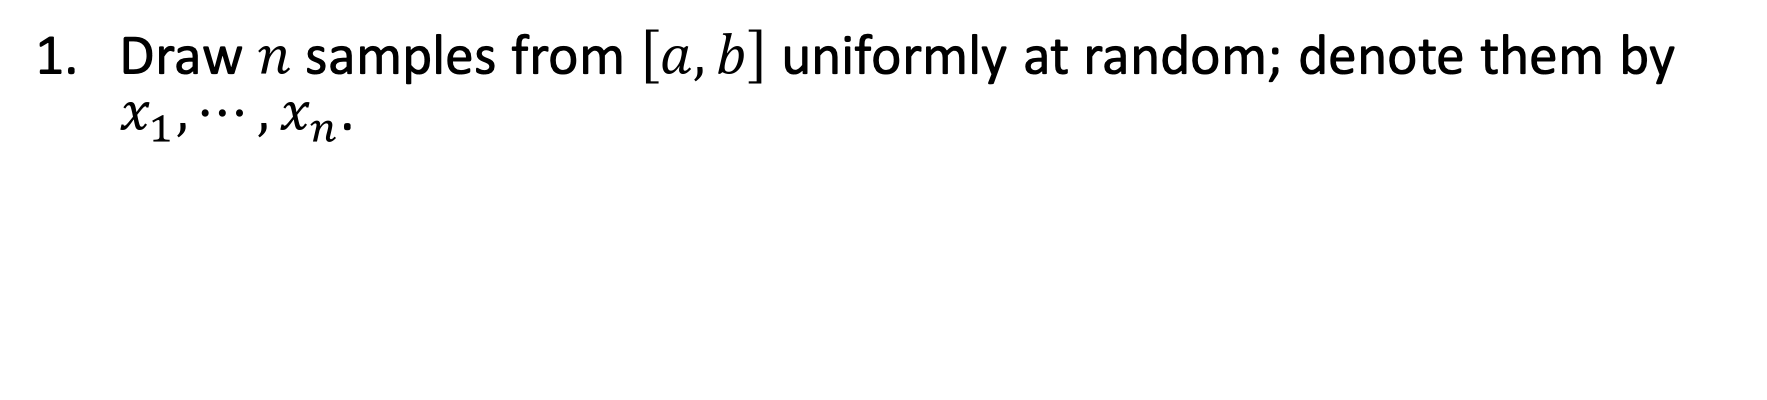 1. Draw n samples from [a, b] uniformly at random; denote them by
x₁, ⋯ , xₙ.